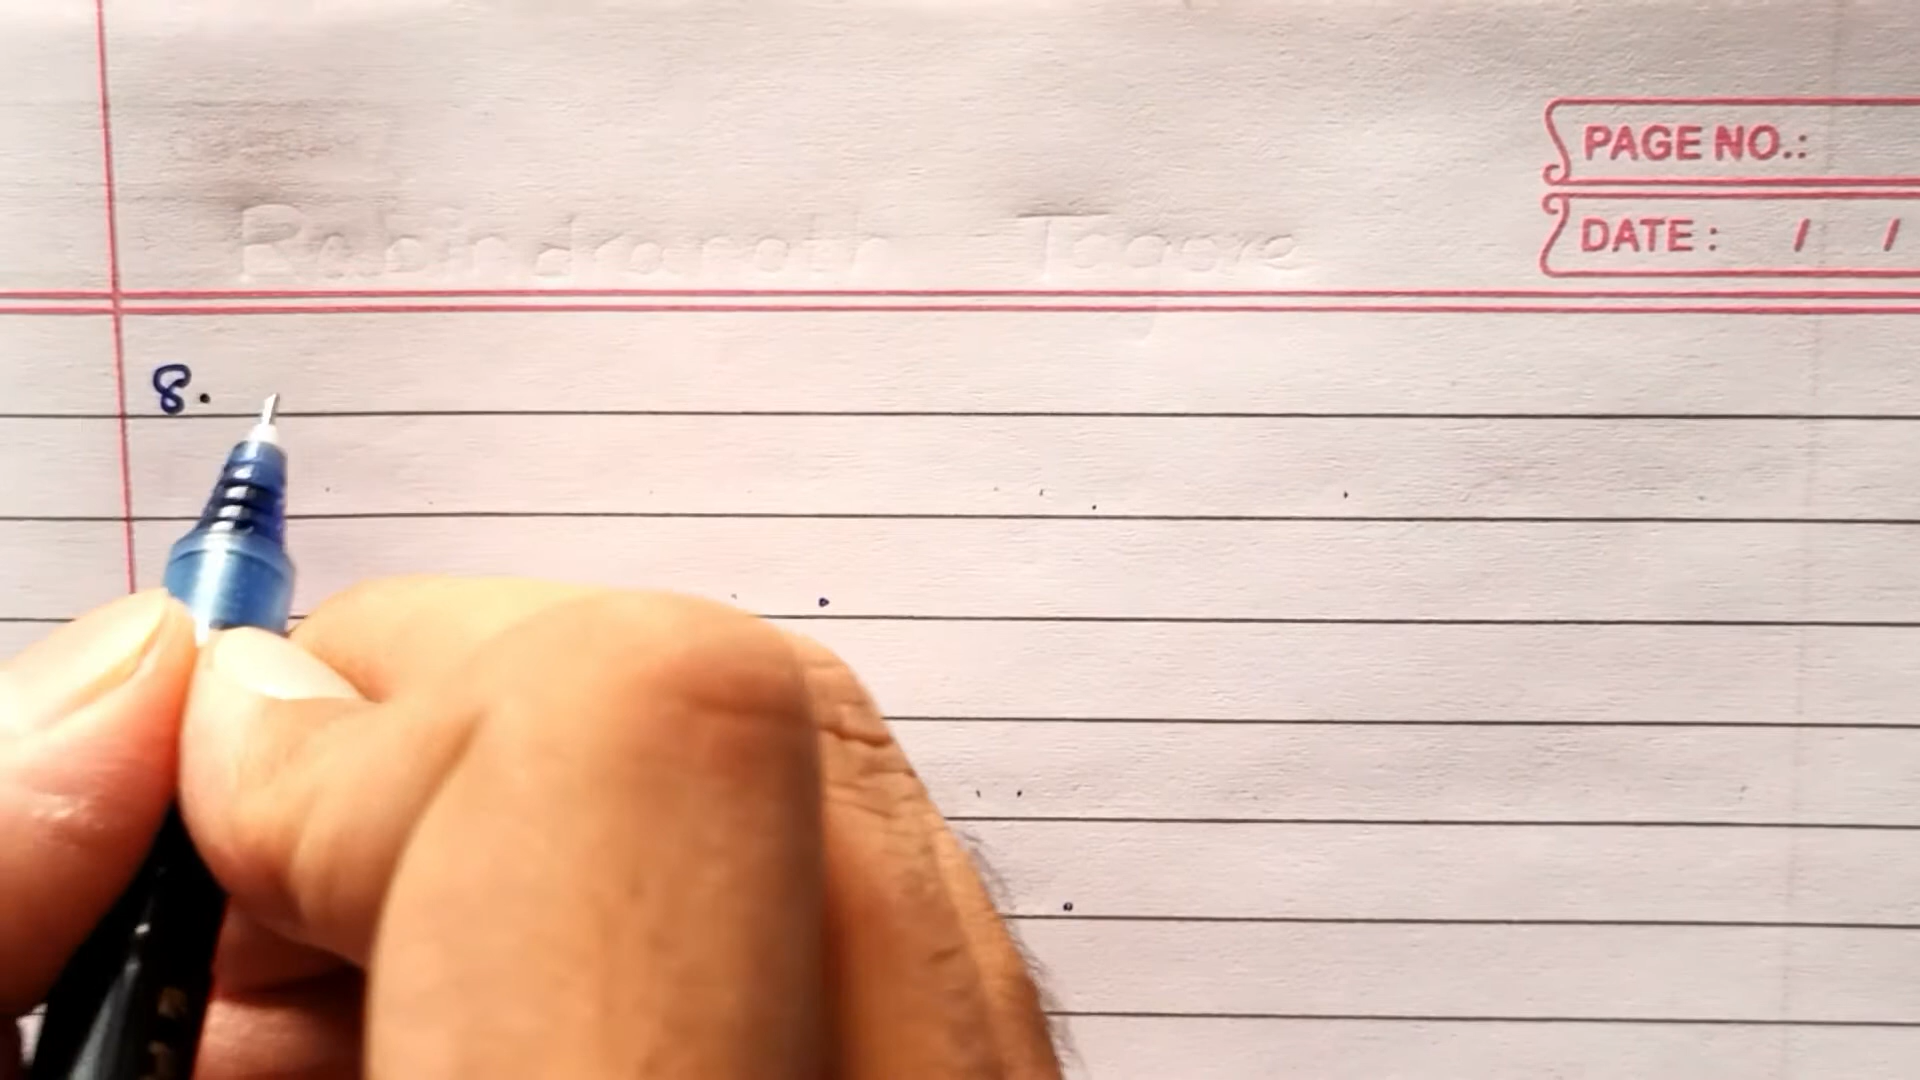 PAGE NO.:
Rabindranath Tagore
DATE : / /
8.